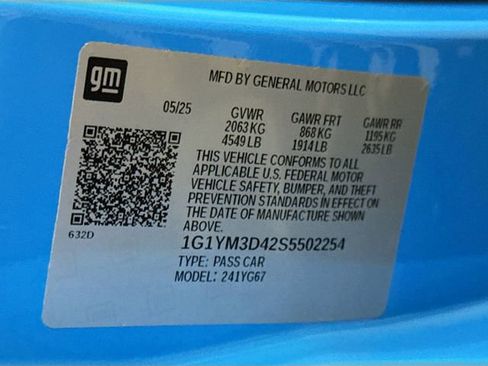 gm
MFD BY GENERAL MOTORS LLC
05/25 GVWR GAWR FRT GAWR RR
2063 KG 868 KG 1195 KG
4549 LB 1914 LB 2635 LB
THIS VEHICLE CONFORMS TO ALL
APPLICABLE U.S. FEDERAL MOTOR
VEHICLE SAFETY, BUMPER, AND THEFT
PREVENTION STANDARDS IN EFFECT ON
THE DATE OF MANUFACTURE SHOWN
ABOVE.
632D
1G1YM3D42S5502254
TYPE: PASS CAR
MODEL: 241YG67